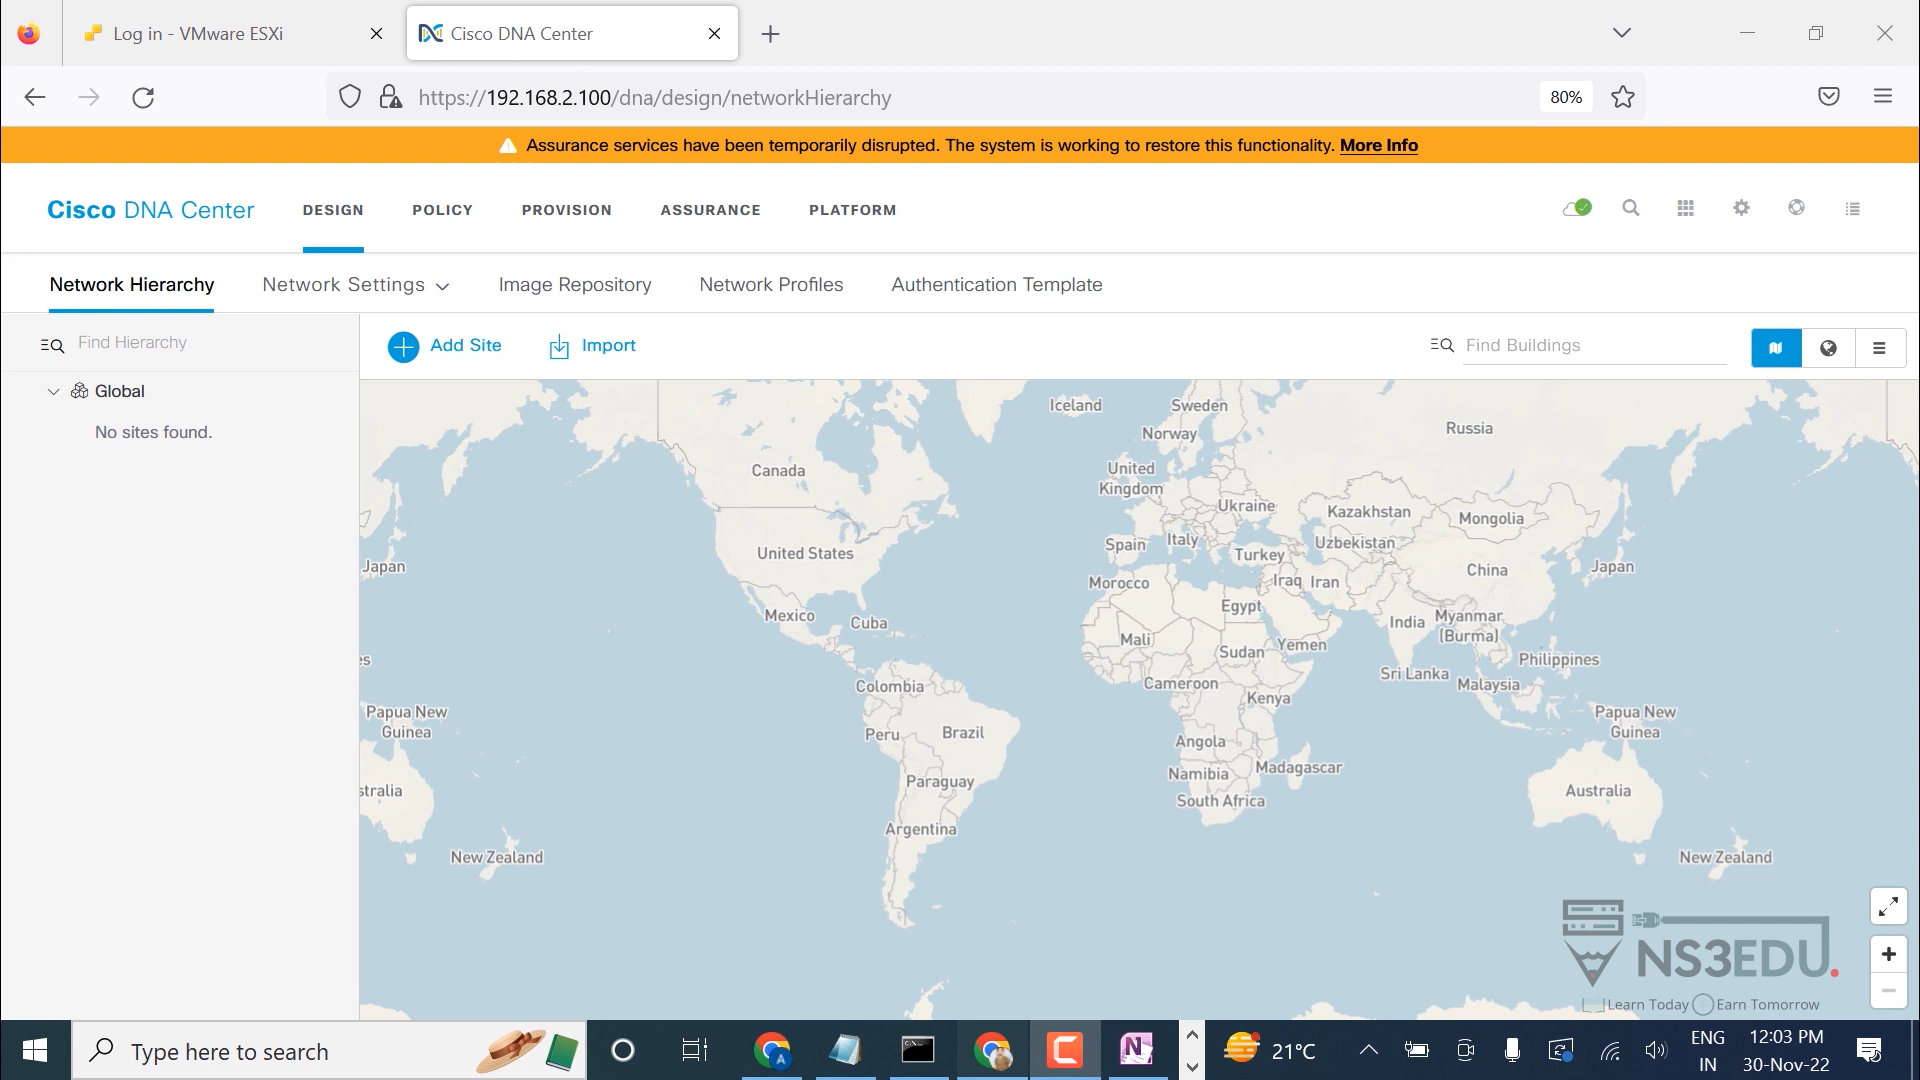 Log in - VMware ESXi
Cisco DNA Center
https://192.168.2.100/dna/design/networkHierarchy
80%
Assurance services have been temporarily disrupted. The system is working to restore this functionality. More Info
Cisco DNA Center
DESIGN
POLICY
PROVISION
ASSURANCE
PLATFORM
Network Hierarchy
Network Settings
Image Repository
Network Profiles
Authentication Template
Find Hierarchy
Add Site
Import
Find Buildings
Global
No sites found.
Iceland
Sweden
Norway
Russia
Canada
United
Kingdom
Ukraine
Kazakhstan
Mongolia
Spain
Italy
Uzbekistan
Turkey
United States
Japan
Morocco
Iraq
Iran
China
Japan
Mexico
Cuba
Egypt
India
Myanmar
(Burma)
Mali
Sudan
Yemen
es
Philippines
Sri Lanka
Colombia
Cameroon
Malaysia
Kenya
Papua New
Guinea
Peru
Brazil
Angola
Papua New
Guinea
Namibia
Madagascar
Paraguay
stralia
Australia
South Africa
Argentina
New Zealand
New Zealand
NS3EDU.
Learn Today
Earn Tomorrow
Type here to search
A
C:\_
N
21°C
ENG
IN
12:03 PM
30-Nov-22